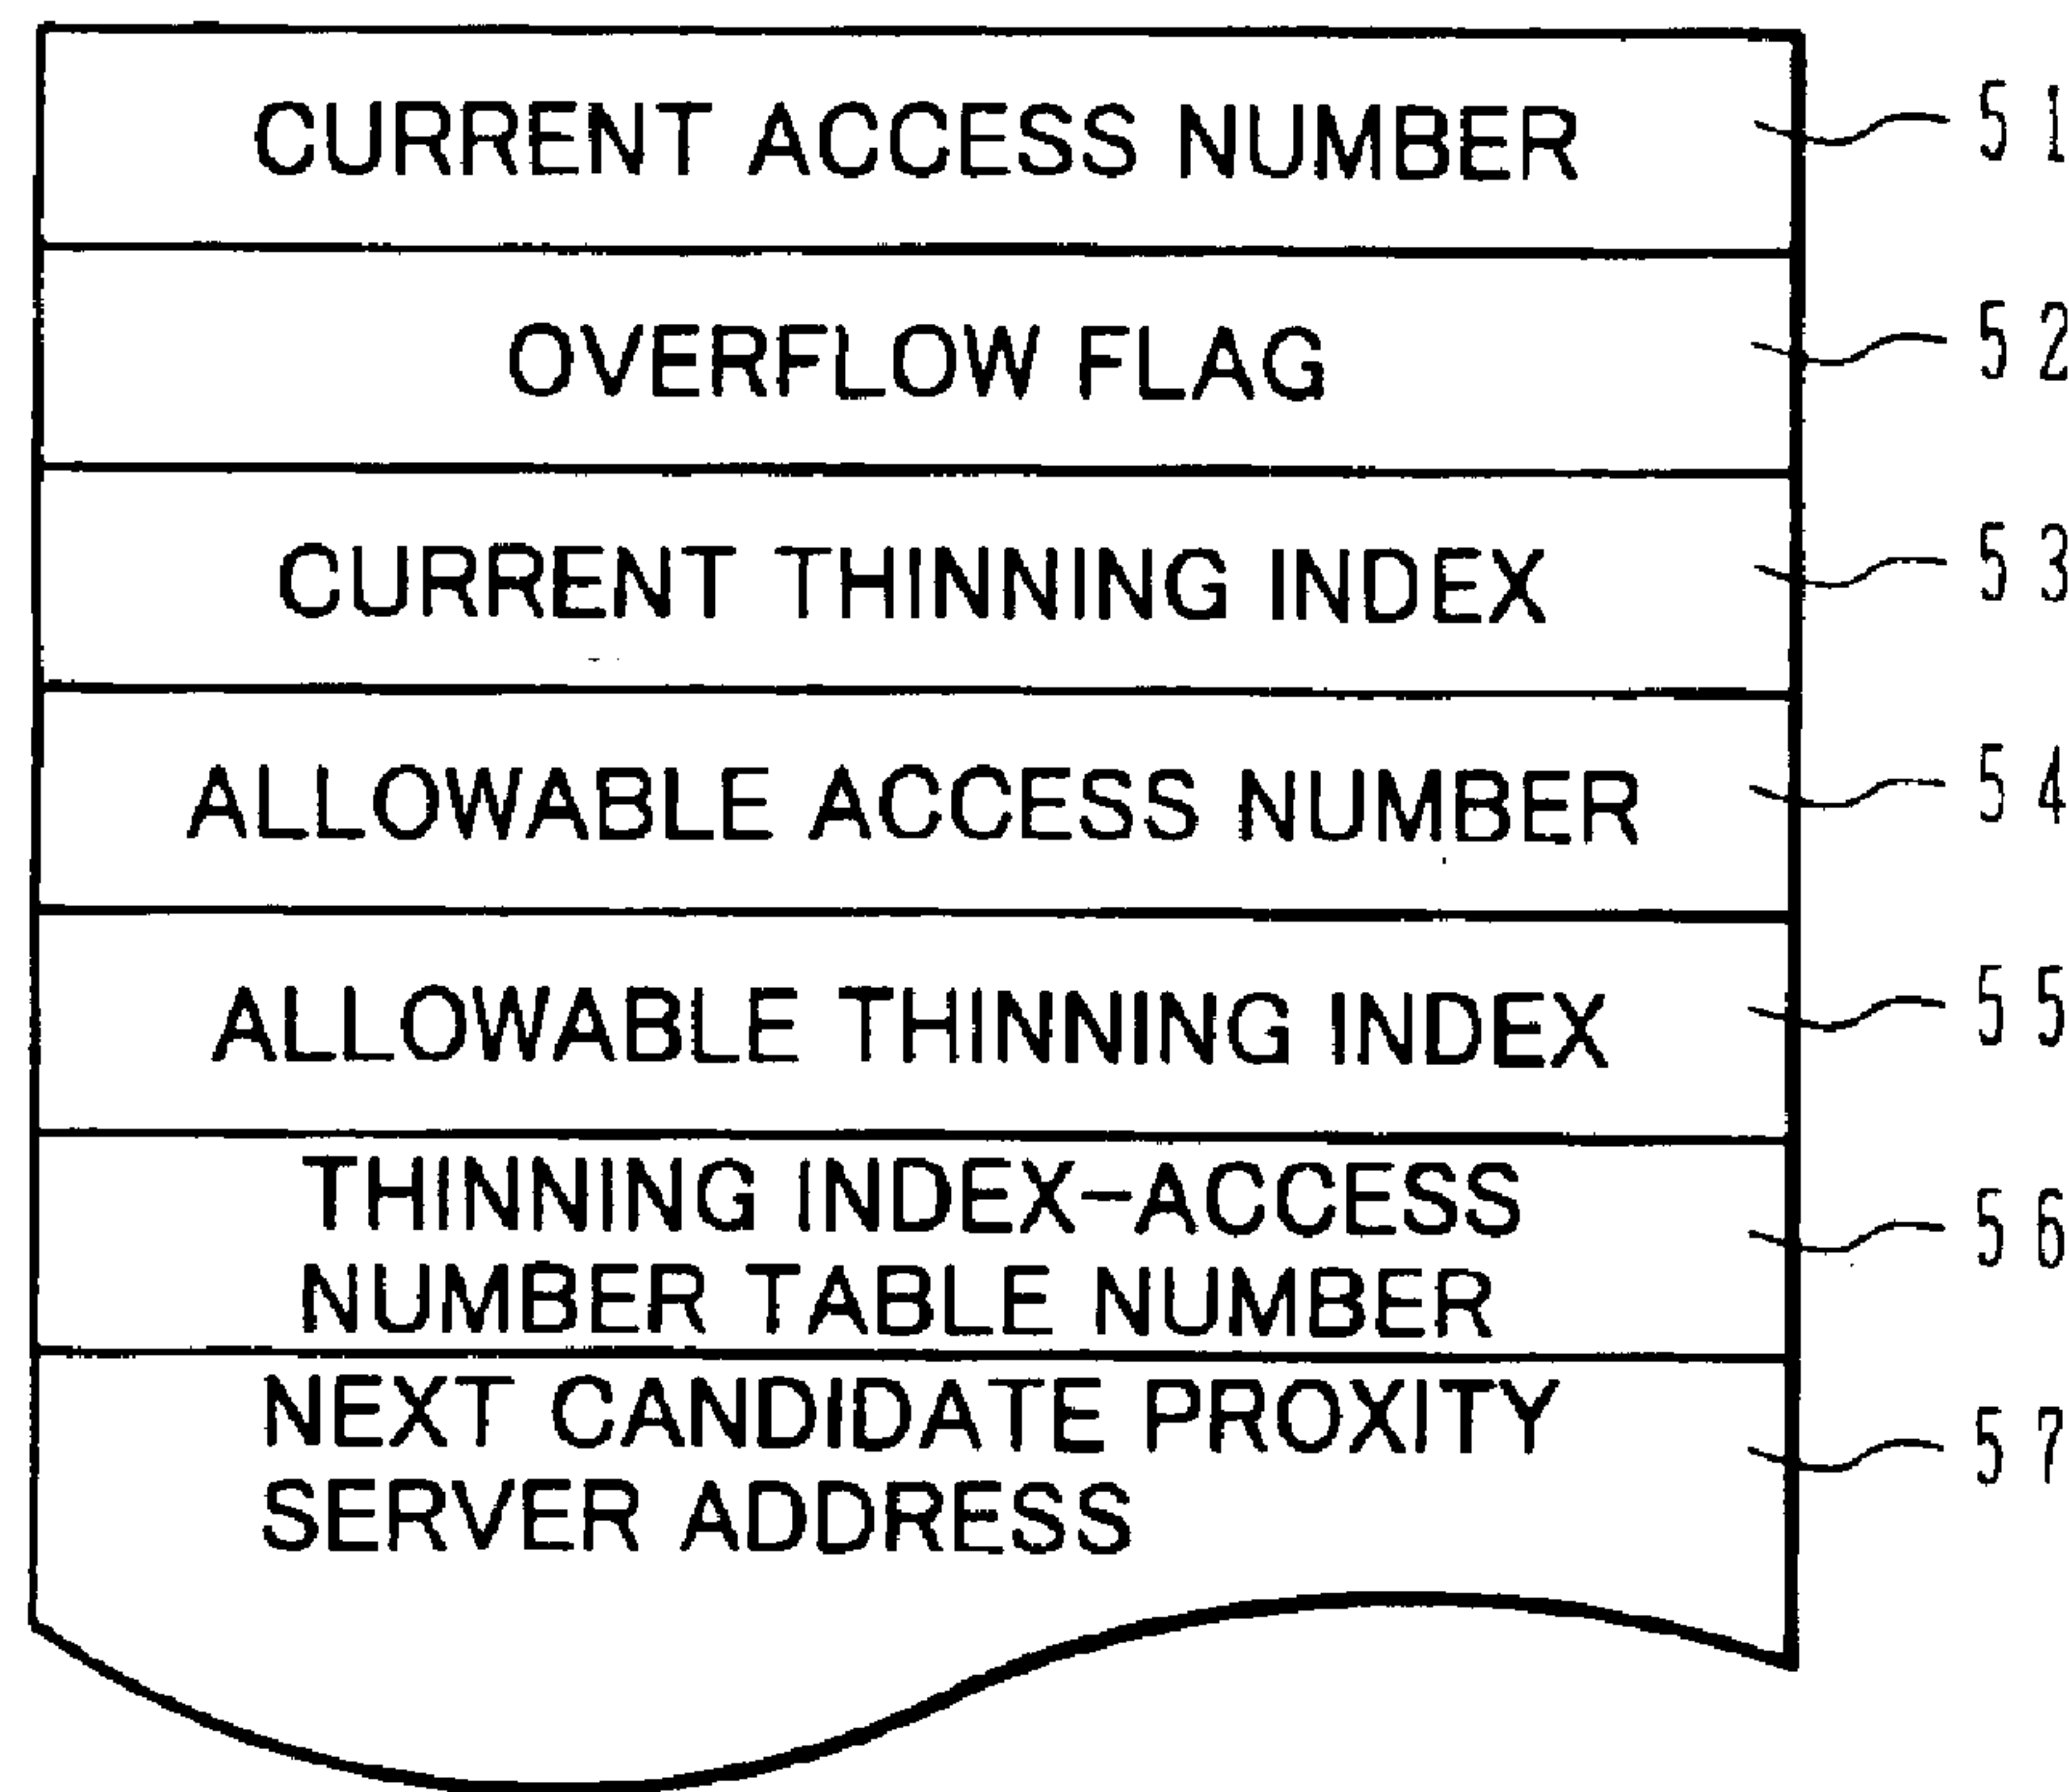 CURRENT ACCESS NUMBER 51
OVERFLOW FLAG 52
CURRENT THINNING INDEX 53
ALLOWABLE ACCESS NUMBER 54
ALLOWABLE THINNING INDEX 55
THINNING INDEX-ACCESS 56
NUMBER TABLE NUMBER
NEXT CANDIDATE PROXITY 57
SERVER ADDRESS